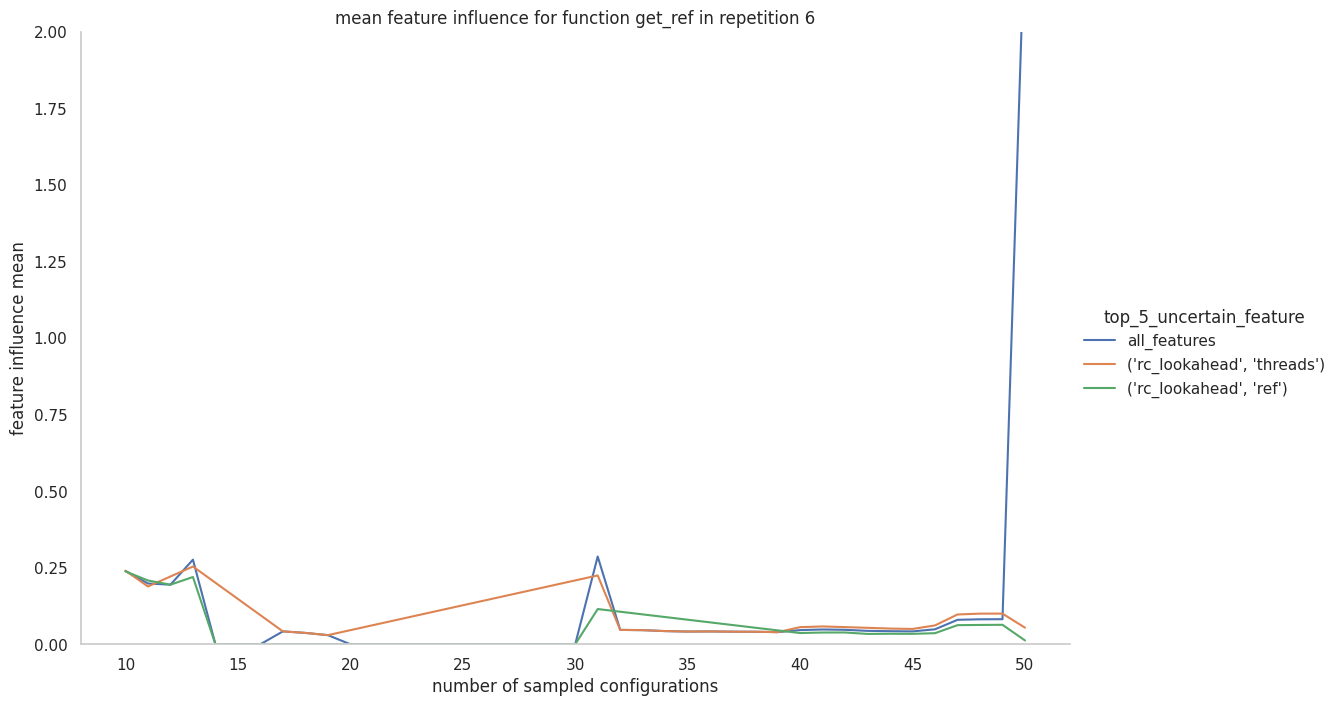 mean feature influence for function get_ref in repetition 6
2.00
1.75
1.50
1.25
1.00
0.75
0.50
0.25
0.00
feature influence mean
10 15 20 25 30 35 40 45 50
number of sampled configurations
top_5_uncertain_feature
all_features
('rc_lookahead', 'threads')
('rc_lookahead', 'ref')